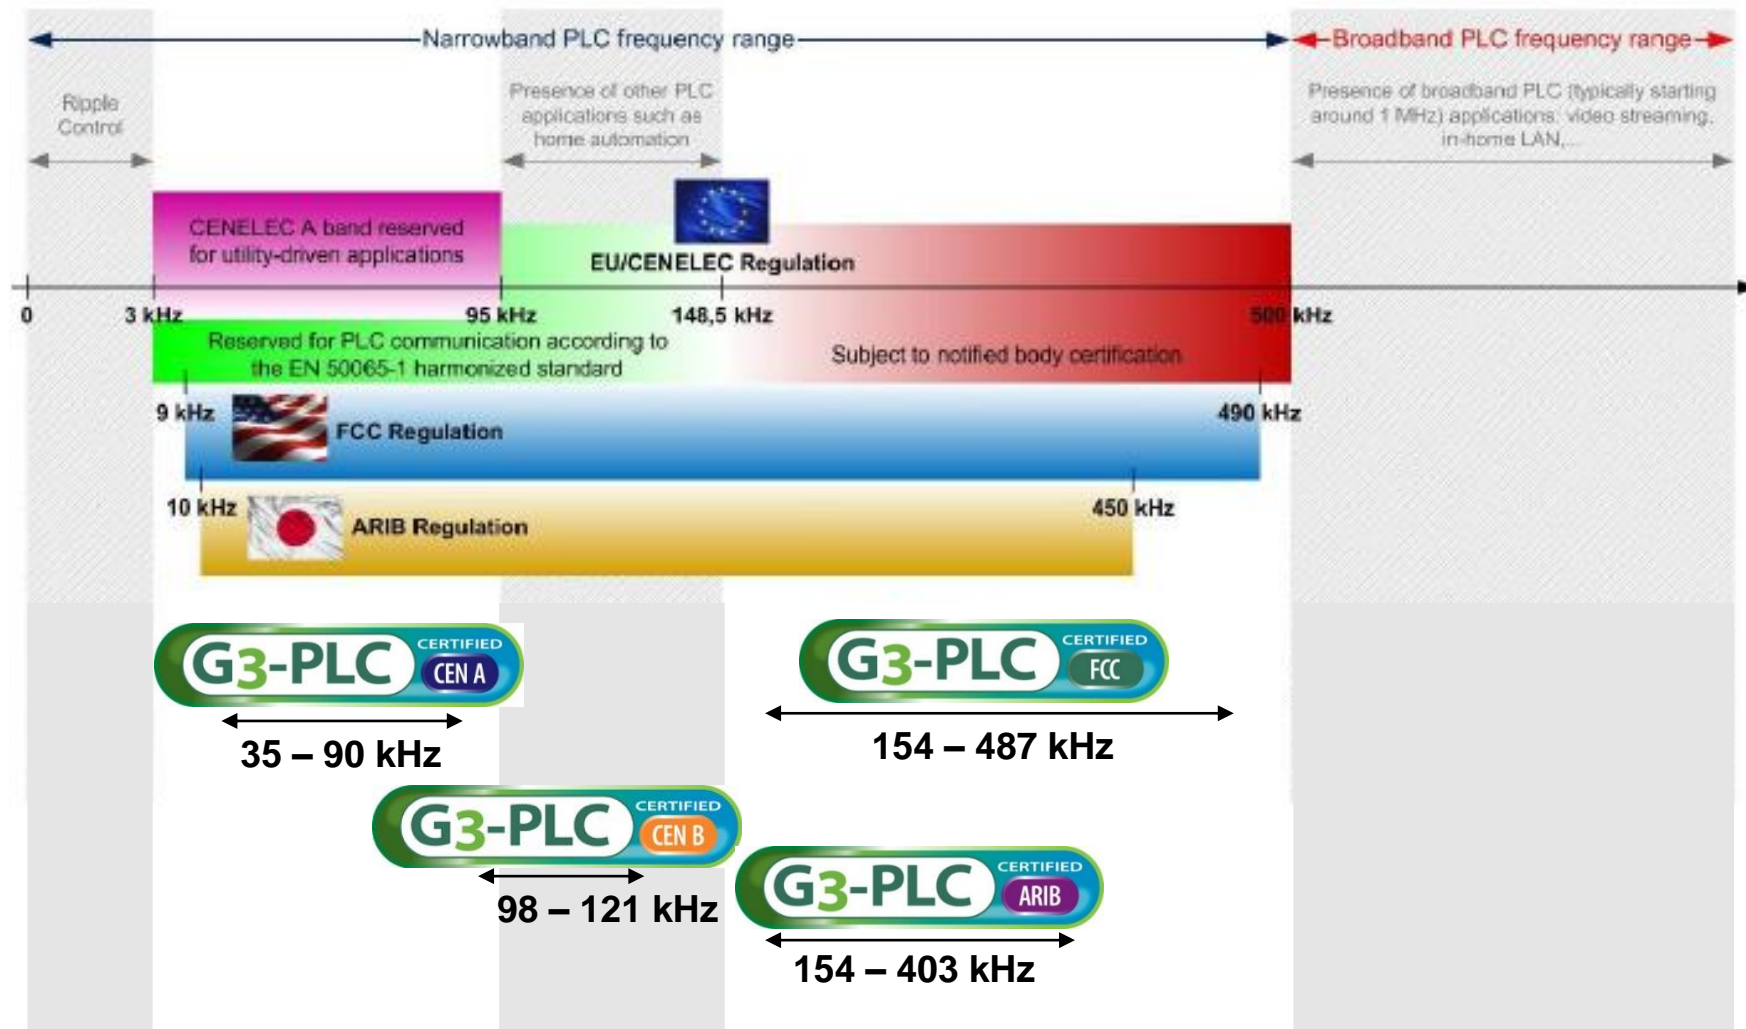 Narrowband PLC frequency range
Broadband PLC frequency range
Ripple
Control
Presence of other PLC
applications such as
home automation
Presence of broadband PLC (typically starting
around 1 MHz) applications: video streaming,
in-home LAN,...
CENELEC A band reserved
for utility-driven applications
EU/CENELEC Regulation
0
3 kHz
95 kHz
148,5 kHz
500 kHz
Reserved for PLC communication according to
the EN 50065-1 harmonized standard
Subject to notified body certification
9 kHz
490 kHz
FCC Regulation
10 kHz
450 kHz
ARIB Regulation
G3-PLC
CERTIFIED
CEN A
35 – 90 kHz
G3-PLC
CERTIFIED
FCC
154 – 487 kHz
G3-PLC
CERTIFIED
CEN B
98 – 121 kHz
G3-PLC
CERTIFIED
ARIB
154 – 403 kHz